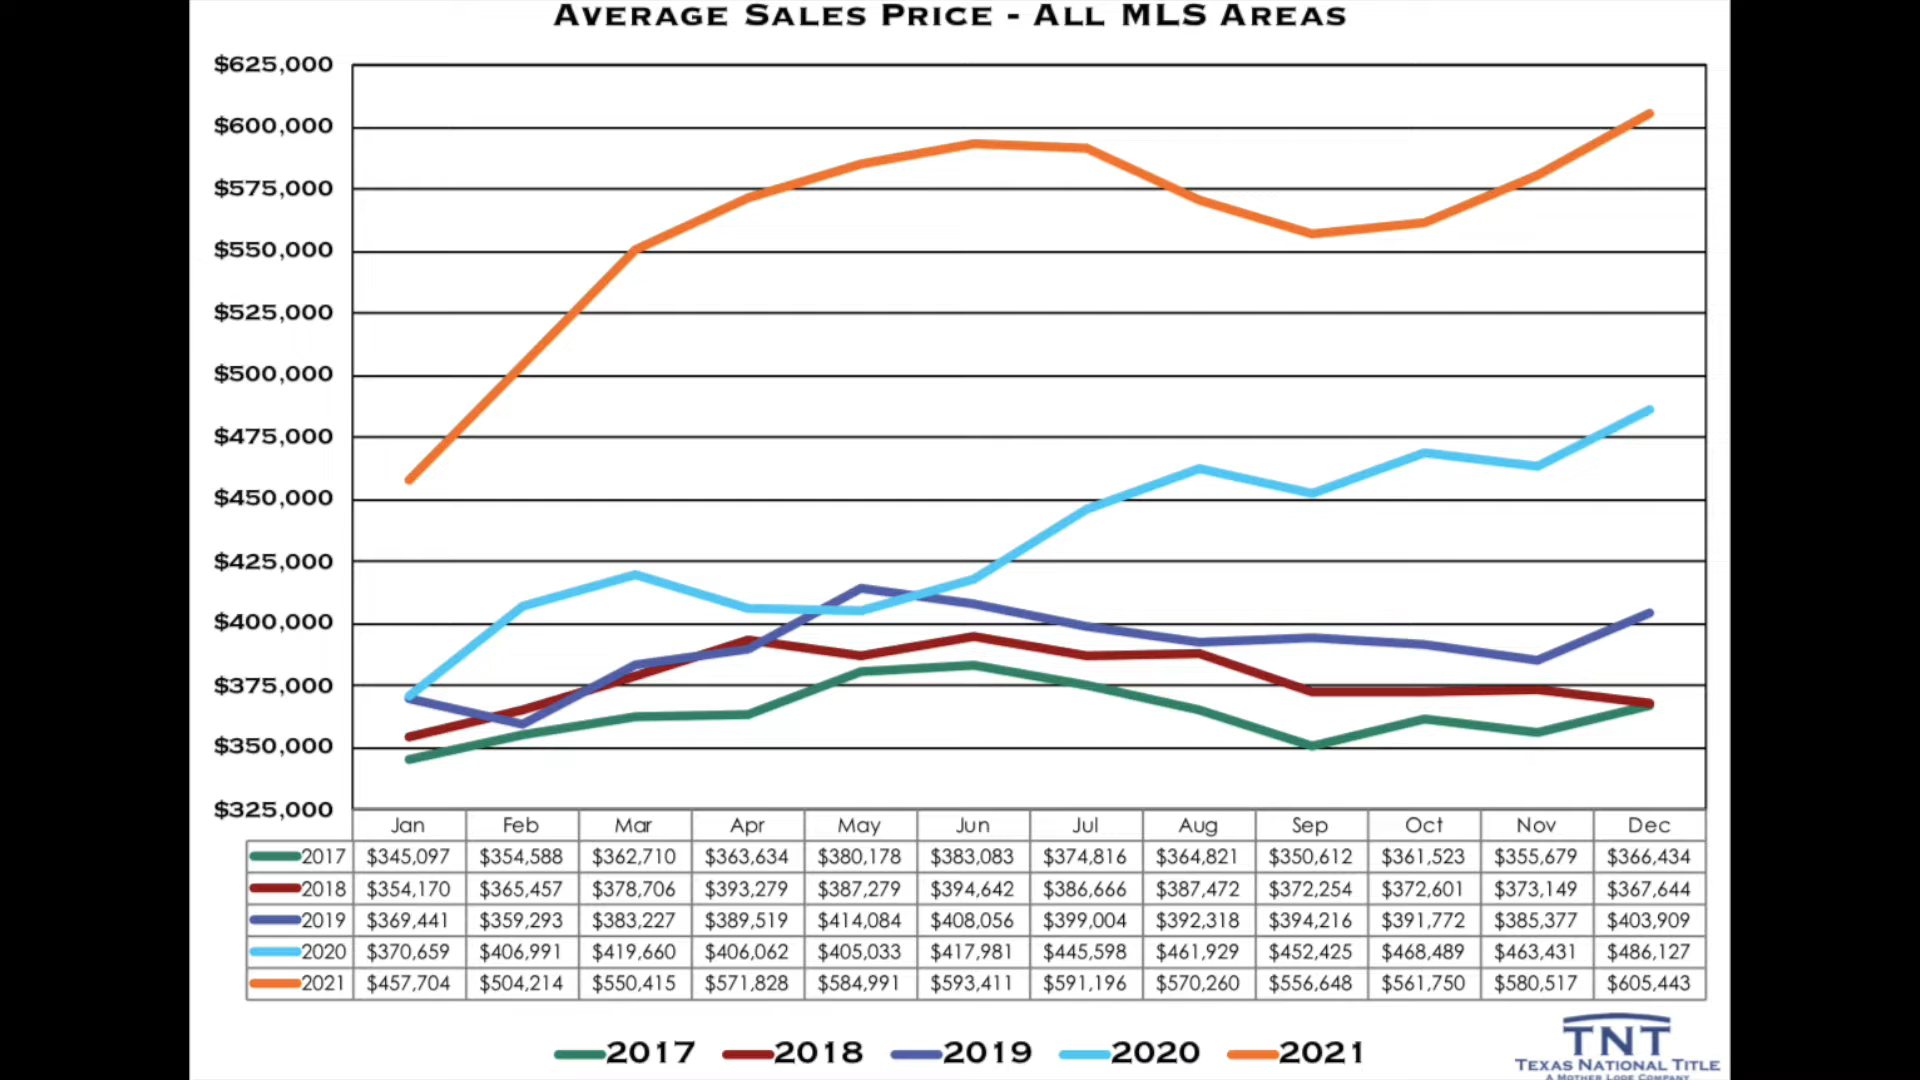 AVERAGE SALES PRICE - ALL MLS AREAS
$625,000
$600,000
$575,000
$550,000
$525,000
$500,000
$475,000
$450,000
$425,000
$400,000
$375,000
$350,000
$325,000
Jan Feb Mar Apr May Jun Jul Aug Sep Oct Nov Dec
2017 $345,097 $354,588 $362,710 $363,634 $380,178 $383,083 $374,816 $364,821 $350,612 $361,523 $355,679 $366,434
2018 $354,170 $365,457 $378,706 $393,279 $387,279 $394,642 $386,666 $387,472 $372,254 $372,601 $373,149 $367,644
2019 $369,441 $359,293 $383,227 $389,519 $414,084 $408,056 $399,004 $392,318 $394,216 $391,772 $385,377 $403,909
2020 $370,659 $406,991 $419,660 $406,062 $405,033 $417,981 $445,598 $461,929 $452,425 $468,489 $463,431 $486,127
2021 $457,704 $504,214 $550,415 $571,828 $584,991 $593,411 $591,196 $570,260 $556,648 $561,750 $580,517 $605,443
2017 2018 2019 2020 2021
TNT
TEXAS NATIONAL TITLE
A MOTHER LODE COMPANY